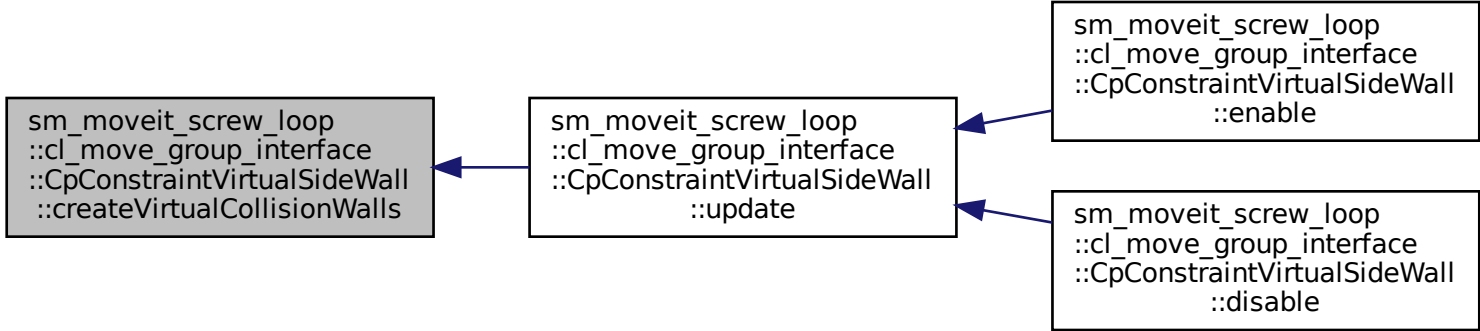 sm_moveit_screw_loop
::cl_move_group_interface
::CpConstraintVirtualSideWall
::createVirtualCollisionWalls
sm_moveit_screw_loop
::cl_move_group_interface
::CpConstraintVirtualSideWall
::update
sm_moveit_screw_loop
::cl_move_group_interface
::CpConstraintVirtualSideWall
::enable
sm_moveit_screw_loop
::cl_move_group_interface
::CpConstraintVirtualSideWall
::disable